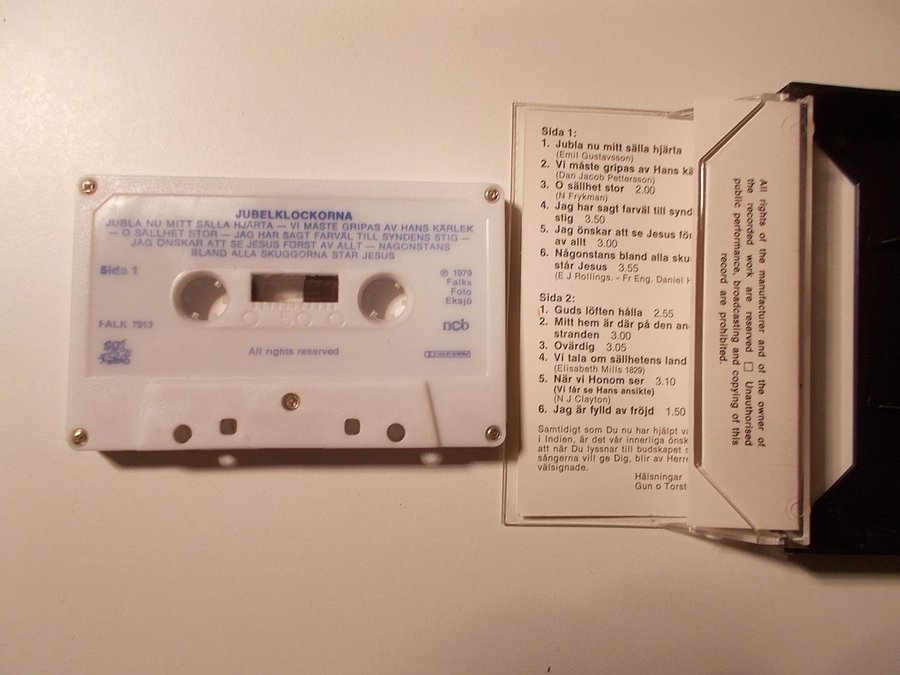 JUBELKLOCKORNA
JUBLA NU MITT SÄLLA HJÄRTA — VI MÅSTE GRIPAS AV HANS KÄRLEK
— O SÄLLHET STOR — JAG HAR SAGT FARVÄL TILL SYNDENS STIG —
JAG ÖNSKAR ATT SE JESUS FÖRST AV ALLT — NÅGONSTANS
BLAND ALLA SKUGGORNA STÅR JESUS
Sida 1
℗ 1979
Falks
Foto
Eksjö
FALK 7913
ncb
50
All rights reserved
DOLBY SYSTEM
Sida 1:
1. Jubla nu mitt sälla hjärta
(Emil Gustavsson)
2. Vi måste gripas av Hans kä
(Dan Jacob Pettersson)
3. O sällhet stor 2.00
(N Frykman)
4. Jag har sagt farväl till synd
stig 3.50
5. Jag önskar att se Jesus för
av allt 3.00
6. Någonstans bland alla sku
står Jesus 3.55
(E J Rollings. - Fr Eng. Daniel H
Sida 2:
1. Guds löften hålla 2.55
2. Mitt hem är där på den an
stranden 3.00
3. Ovärdig 3.05
4. Vi tala om sällhetens land
(Elisabeth Mills 1829)
5. När vi Honom ser 3.10
(Vi får se Hans ansikte)
(N J Clayton)
6. Jag är fylld av fröjd 1.50
Samtidigt som Du nu har hjälpt vå
i Indien, är det vår innerliga önsk
att när Du lyssnar till budskapet s
sångerna vill ge Dig, blir av Herre
välsignade.
Hälsningar
Gun o Torst
All rights of the manufacturer and of the owner of
the recorded work are reserved □ Unauthorised
public performance, broadcasting and copying of this
record are prohibited.